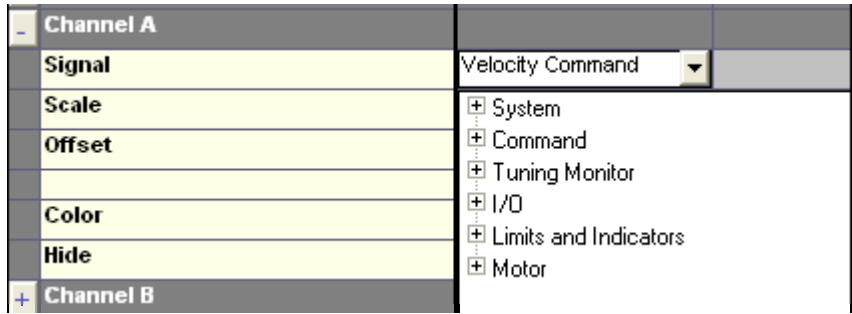 - Channel A
Signal Velocity Command
Scale
Offset
Color
Hide
+ Channel B
+ System
+ Command
+ Tuning Monitor
+ I/O
+ Limits and Indicators
+ Motor